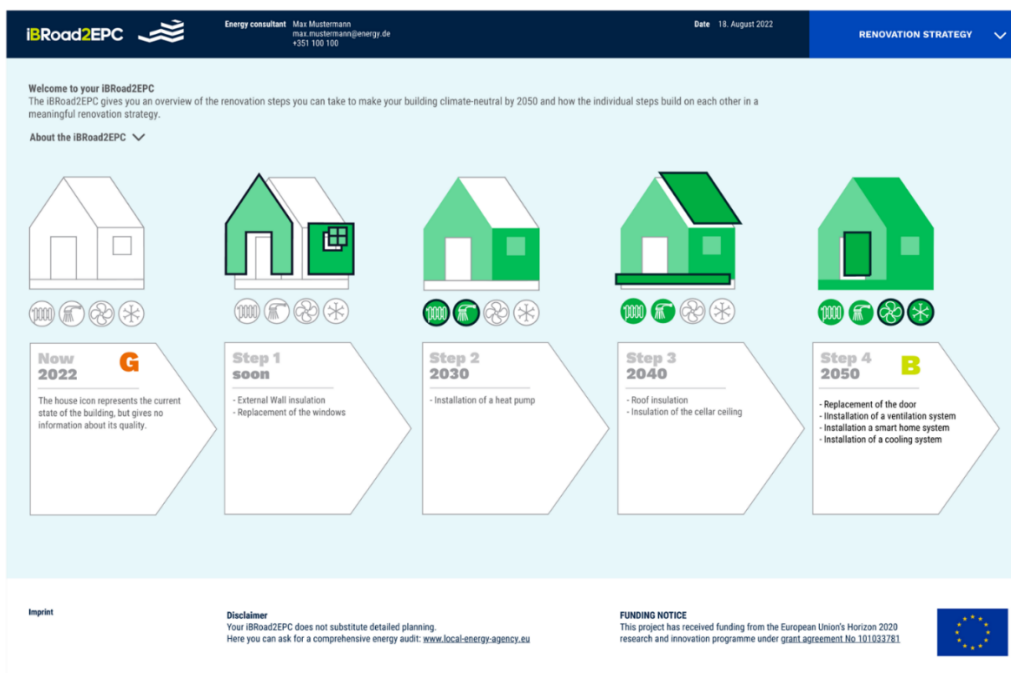 iBRoad2EPC
Energy consultant Max Mustermann
max.mustermann@energy.de
+351 100 100
Date 18. August 2022
RENOVATION STRATEGY
Welcome to your iBRoad2EPC
The iBRoad2EPC gives you an overview of the renovation steps you can take to make your building climate-neutral by 2050 and how the individual steps build on each other in a
meaningful renovation strategy.
About the iBRoad2EPC
Now
2022
G
The house icon represents the current
state of the building, but gives no
information about its quality.
Step 1
soon
- External Wall insulation
- Replacement of the windows
Step 2
2030
- Installation of a heat pump
Step 3
2040
- Roof insulation
- Insulation of the cellar ceiling
Step 4
2050
B
- Replacement of the door
- IInstallation of a ventilation system
- Installation a smart home system
- Installation of a cooling system
Imprint
Disclaimer
Your iBRoad2EPC does not substitute detailed planning.
Here you can ask for a comprehensive energy audit: www.local-energy-agency.eu
FUNDING NOTICE
This project has received funding from the European Union's Horizon 2020
research and innovation programme under grant agreement No 101033781